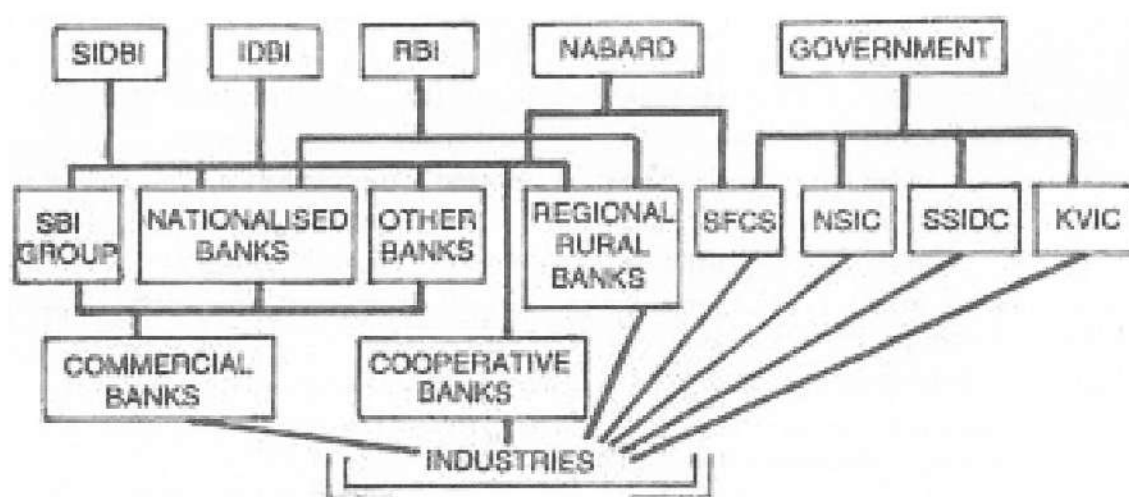 SIDBI
IDBI
RBI
NABARD
GOVERNMENT
SBI
GROUP
NATIONALISED
BANKS
OTHER
BANKS
REGIONAL
RURAL
BANKS
SFCS
NSIC
SSIDC
KVIC
COMMERCIAL
BANKS
COOPERATIVE
BANKS
INDUSTRIES